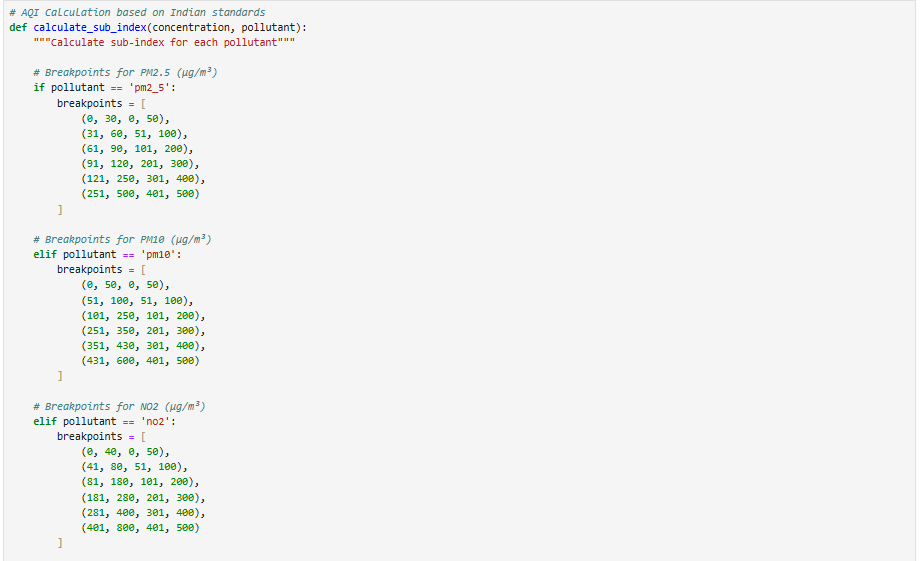 # AQI Calculation based on Indian standards
def calculate_sub_index(concentration, pollutant):
    """Calculate sub-index for each pollutant"""

    # Breakpoints for PM2.5 (μg/m³)
    if pollutant == 'pm2_5':
        breakpoints = [
            (0, 30, 0, 50),
            (31, 60, 51, 100),
            (61, 90, 101, 200),
            (91, 120, 201, 300),
            (121, 250, 301, 400),
            (251, 500, 401, 500)
        ]

    # Breakpoints for PM10 (μg/m³)
    elif pollutant == 'pm10':
        breakpoints = [
            (0, 50, 0, 50),
            (51, 100, 51, 100),
            (101, 250, 101, 200),
            (251, 350, 201, 300),
            (351, 430, 301, 400),
            (431, 600, 401, 500)
        ]

    # Breakpoints for NO2 (μg/m³)
    elif pollutant == 'no2':
        breakpoints = [
            (0, 40, 0, 50),
            (41, 80, 51, 100),
            (81, 180, 101, 200),
            (181, 280, 201, 300),
            (281, 400, 301, 400),
            (401, 800, 401, 500)
        ]